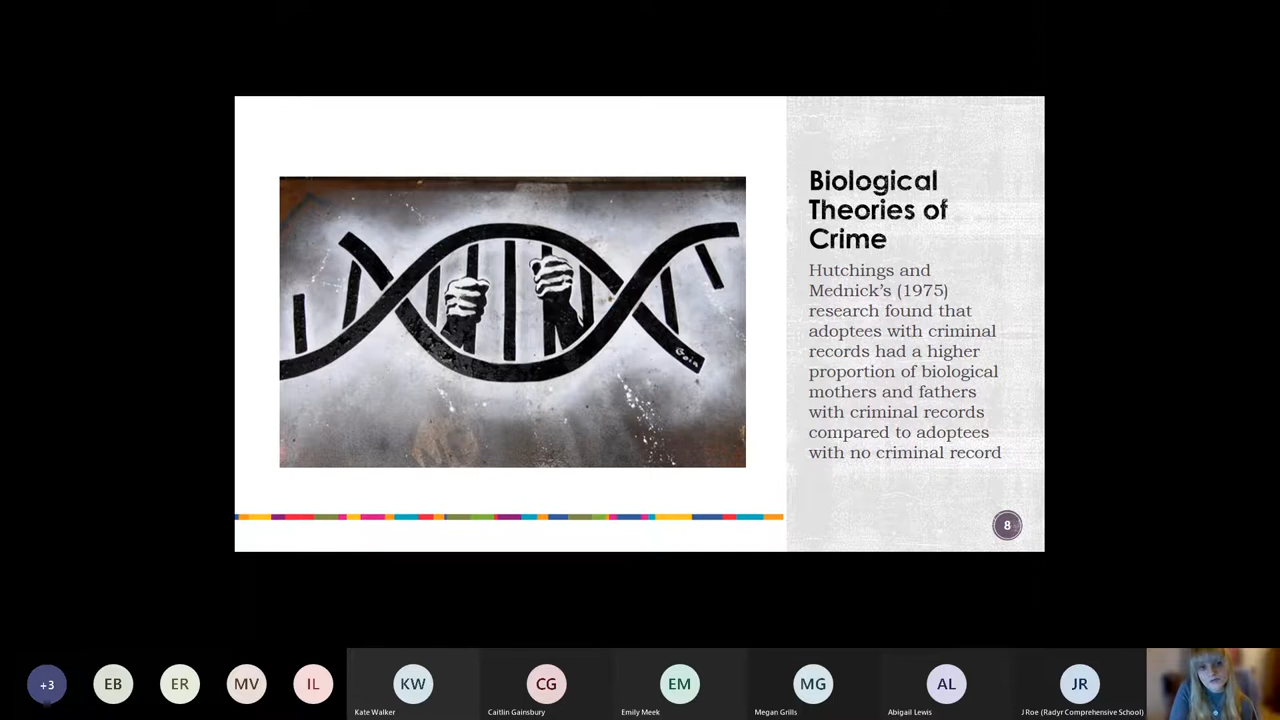 Biological
Theories of
Crime
Hutchings and
Mednick's (1975)
research found that
adoptees with criminal
records had a higher
proportion of biological
mothers and fathers
with criminal records
compared to adoptees
with no criminal record
Goin
8
+3
EB
ER
MV
IL
KW
CG
EM
MG
AL
JR
Kate Walker
Caitlin Gainsbury
Emily Meek
Megan Grills
Abigail Lewis
J Roe (Radyr Comprehensive School)